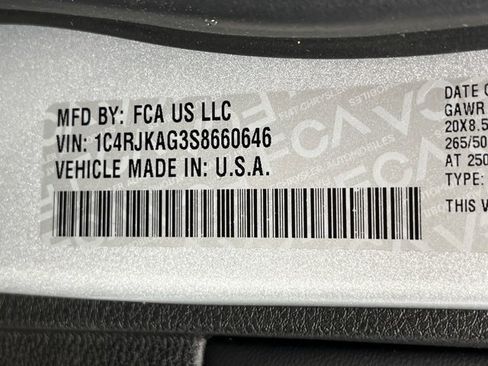 MFD BY: FCA US LLC
VIN: 1C4RJKAG3S8660646
VEHICLE MADE IN: U.S.A.
DATE O
GAWR
20X8.5
265/50
AT 250
TYPE:
THIS V